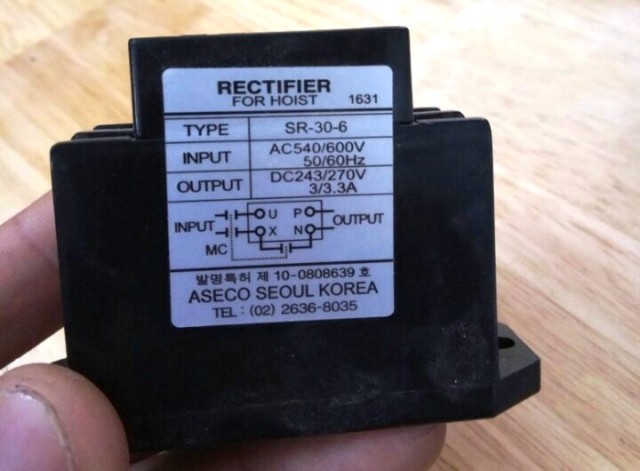 RECTIFIER
FOR HOIST 1631
TYPE SR-30-6
INPUT AC540/600V
50/60Hz
OUTPUT DC243/270V
3/3.3A
U P
INPUT OUTPUT
X N
MC
발명특허 제 10-0808639 호
ASECO SEOUL KOREA
TEL : (02) 2636-8035